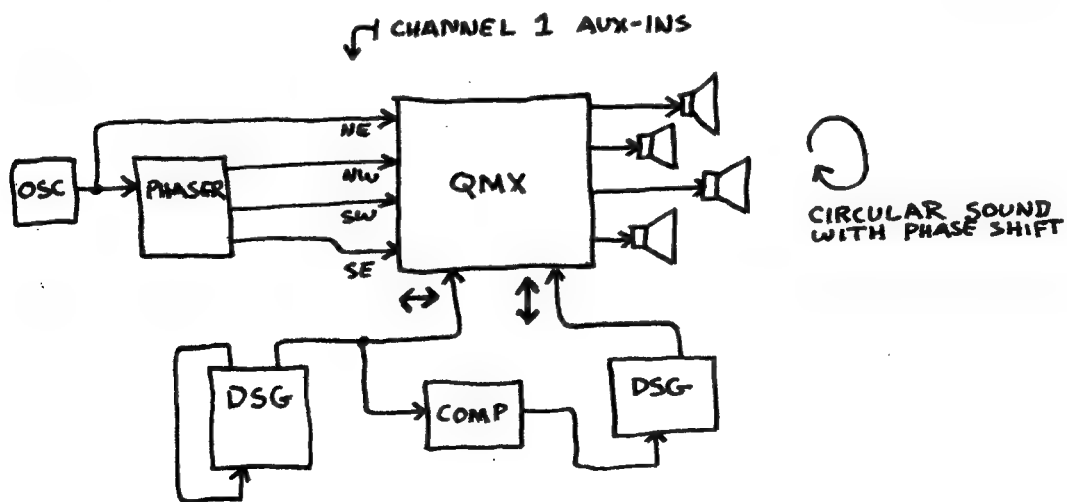 CHANNEL 1 AUX-INS
NE
OSC
PHASER
NW
QMX
SW
CIRCULAR SOUND
WITH PHASE SHIFT
SE
DSG
COMP
DSG